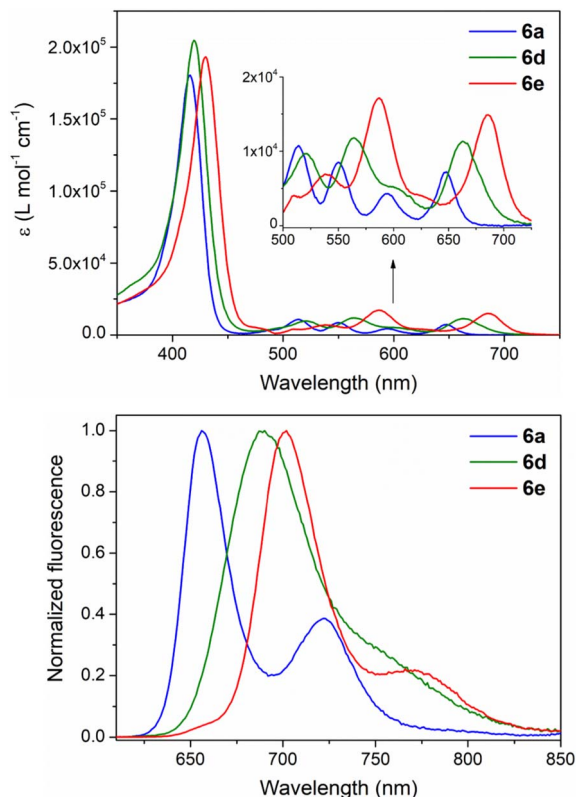 6a
6d
6e
ε (L mol⁻¹ cm⁻¹)
2.0x10⁵
1.5x10⁵
1.0x10⁵
5.0x10⁴
0.0
2x10⁴
1x10⁴
0
500 550 600 650 700
400 500 600 700
Wavelength (nm)
Normalized fluorescence
1.0
0.8
0.6
0.4
0.2
0.0
6a
6d
6e
650 700 750 800 850
Wavelength (nm)